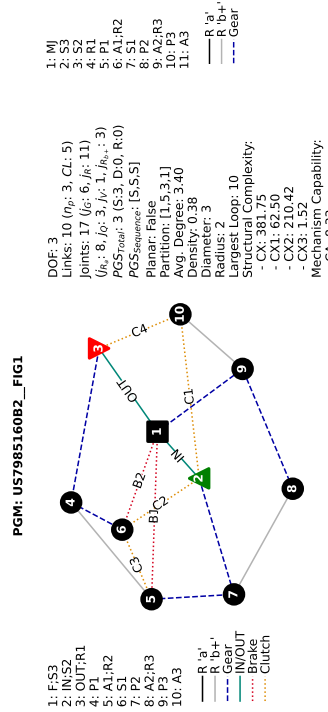 PGM: US7985160B2__FIG1
1: F;S3
2: IN;S2
3: OUT;R1
4: P1
5: A1;R2
6: S1
7: P2
8: A2;R3
9: P3
10: A3
R 'a'
R 'b+'
Gear
IN/OUT
Brake
Clutch
4
3
6
B2
OUT
C4
C3
C2
B1
1
IN
C1
10
5
2
9
7
8
DOF: 3
Links: 10 (nₚ: 3, CL: 5)
Joints: 17 (j_G: 6, j_R: 11)
(j_Rₐ: 8, j_Q: 3, j_V: 1, j_R_b+: 3)
PGS_Total: 3 (S:3, D:0, R:0)
PGS_Sequence: [S,S,S]
Planar: False
Partition: [1,5,3,1]
Avg. Degree: 3.40
Density: 0.38
Diameter: 3
Radius: 2
Largest Loop: 10
Structural Complexity:
- CX: 381.75
- CX1: 62.50
- CX2: 210.42
- CX3: 1.52
Mechanism Capability:
1: MJ
2: S3
3: S2
4: R1
5: P1
6: A1;R2
7: S1
8: P2
9: A2;R3
10: P3
11: A3
R 'a'
R 'b+'
Gear